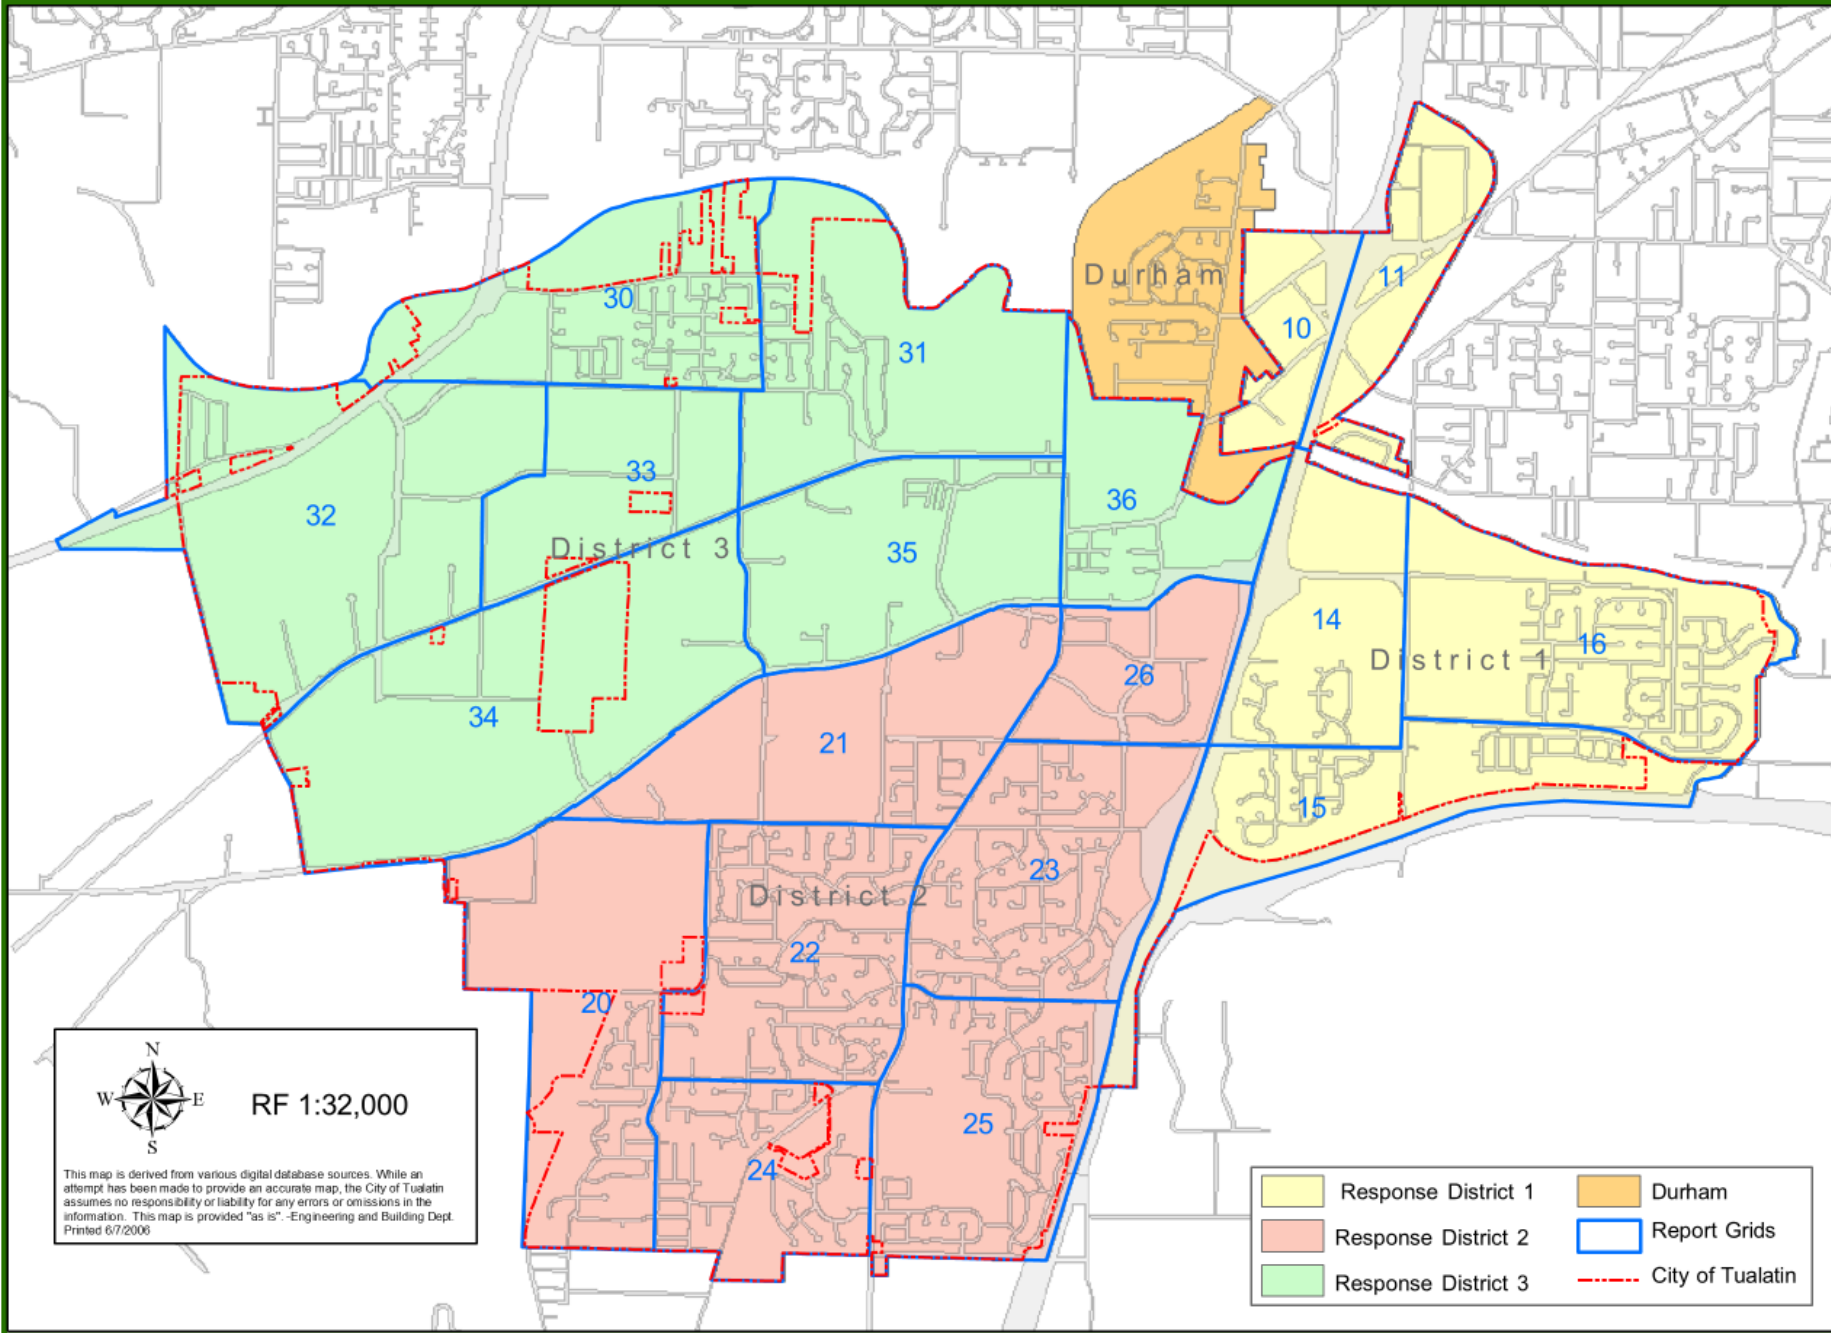 Durham
11
30
10
31
33
36
32
District 3
35
14
16
District 1
26
34
21
15
23
District 2
22
20
25
24
N
W E
S
RF 1:32,000
This map is derived from various digital database sources. While an
attempt has been made to provide an accurate map, the City of Tualatin
assumes no responsibility or liability for any errors or omissions in the
information. This map is provided "as is". -Engineering and Building Dept.
Printed 6/7/2006
Response District 1
Response District 2
Response District 3
Durham
Report Grids
City of Tualatin